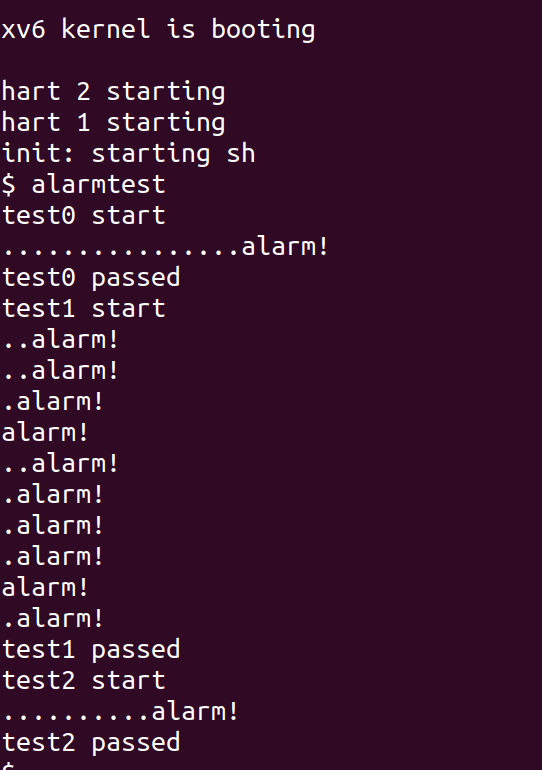 xv6 kernel is booting
hart 2 starting
hart 1 starting
init: starting sh
$ alarmtest
test0 start
................alarm!
test0 passed
test1 start
..alarm!
..alarm!
.alarm!
alarm!
..alarm!
.alarm!
.alarm!
.alarm!
alarm!
.alarm!
test1 passed
test2 start
..........alarm!
test2 passed
$